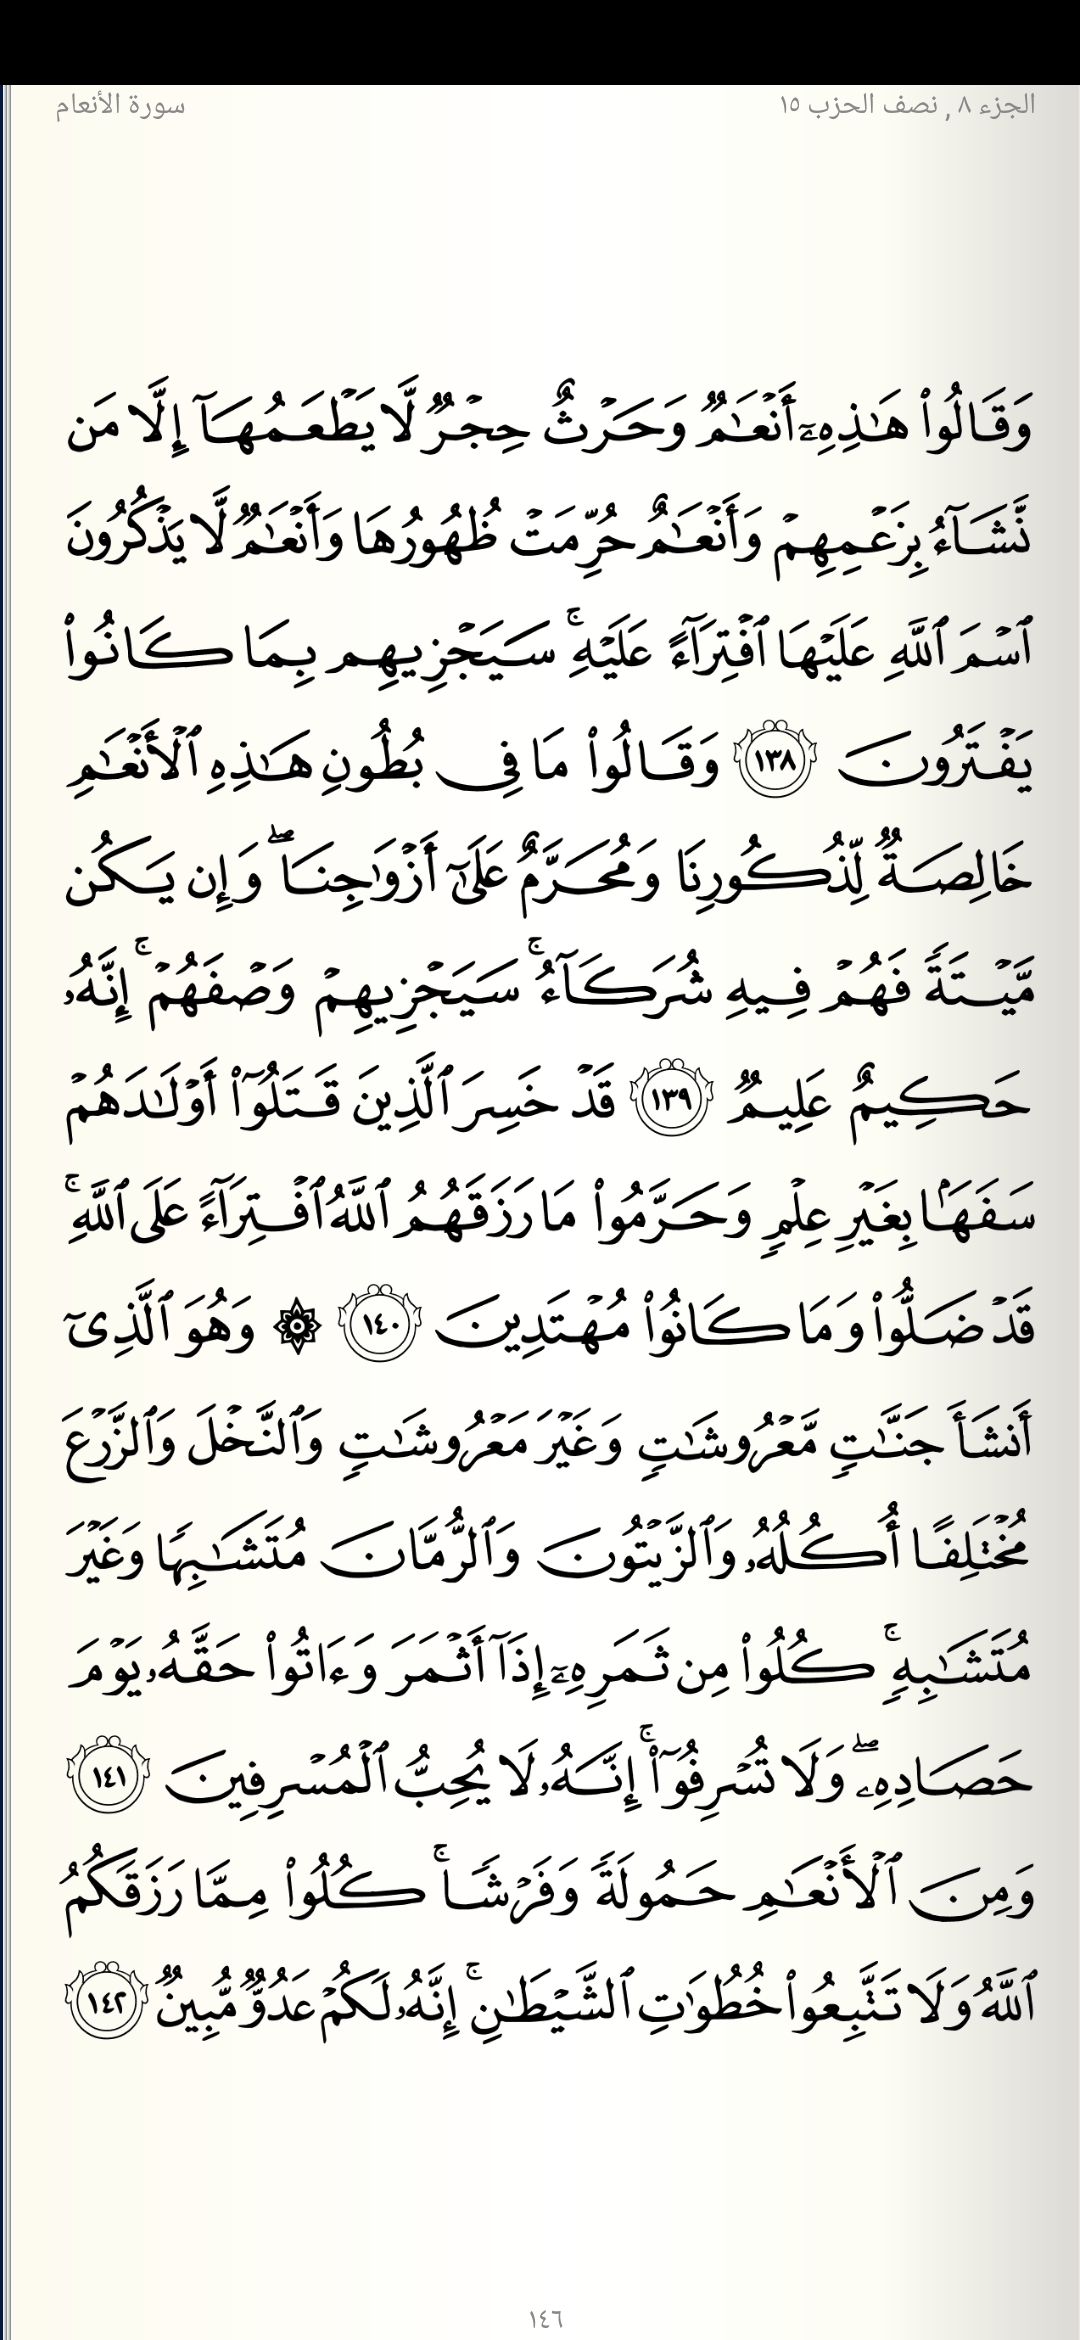 الجزء ٨ , نصف الحزب ١٥
سورة الأنعام
وَقَالُوا۟ هَـٰذِهِۦٓ أَنْعَـٰمٌ وَحَرْثٌ حِجْرٌ لَّا يَطْعَمُهَآ إِلَّا مَن
نَّشَآءُ بِزَعْمِهِمْ وَأَنْعَـٰمٌ حُرِّمَتْ ظُهُورُهَا وَأَنْعَـٰمٌ لَّا يَذْكُرُونَ
ٱسْمَ ٱللَّهِ عَلَيْهَا ٱفْتِرَآءً عَلَيْهِ ۚ سَيَجْزِيهِم بِمَا كَانُوا۟
يَفْتَرُونَ ١٣٨ وَقَالُوا۟ مَا فِى بُطُونِ هَـٰذِهِ ٱلْأَنْعَـٰمِ
خَالِصَةٌ لِّذُكُورِنَا وَمُحَرَّمٌ عَلَىٰٓ أَزْوَٰجِنَا ۖ وَإِن يَكُن
مَّيْتَةً فَهُمْ فِيهِ شُرَكَآءُ ۚ سَيَجْزِيهِمْ وَصْفَهُمْ ۚ إِنَّهُۥ
حَكِيمٌ عَلِيمٌ ١٣٩ قَدْ خَسِرَ ٱلَّذِينَ قَتَلُوٓا۟ أَوْلَـٰدَهُمْ
سَفَهًۢا بِغَيْرِ عِلْمٍ وَحَرَّمُوا۟ مَا رَزَقَهُمُ ٱللَّهُ ٱفْتِرَآءً عَلَى ٱللَّهِ ۚ
قَدْ ضَلُّوا۟ وَمَا كَانُوا۟ مُهْتَدِينَ ١٤٠ ۞ وَهُوَ ٱلَّذِىٓ
أَنشَأَ جَنَّـٰتٍ مَّعْرُوشَـٰتٍ وَغَيْرَ مَعْرُوشَـٰتٍ وَٱلنَّخْلَ وَٱلزَّرْعَ
مُخْتَلِفًا أُكُلُهُۥ وَٱلزَّيْتُونَ وَٱلرُّمَّانَ مُتَشَـٰبِهًا وَغَيْرَ
مُتَشَـٰبِهٍ ۚ كُلُوا۟ مِن ثَمَرِهِۦٓ إِذَآ أَثْمَرَ وَءَاتُوا۟ حَقَّهُۥ يَوْمَ
حَصَادِهِۦ ۖ وَلَا تُسْرِفُوٓا۟ ۚ إِنَّهُۥ لَا يُحِبُّ ٱلْمُسْرِفِينَ ١٤١
وَمِنَ ٱلْأَنْعَـٰمِ حَمُولَةً وَفَرْشًا ۚ كُلُوا۟ مِمَّا رَزَقَكُمُ
ٱللَّهُ وَلَا تَتَّبِعُوا۟ خُطُوَٰتِ ٱلشَّيْطَـٰنِ ۚ إِنَّهُۥ لَكُمْ عَدُوٌّ مُّبِينٌ ١٤٢
١٤٦